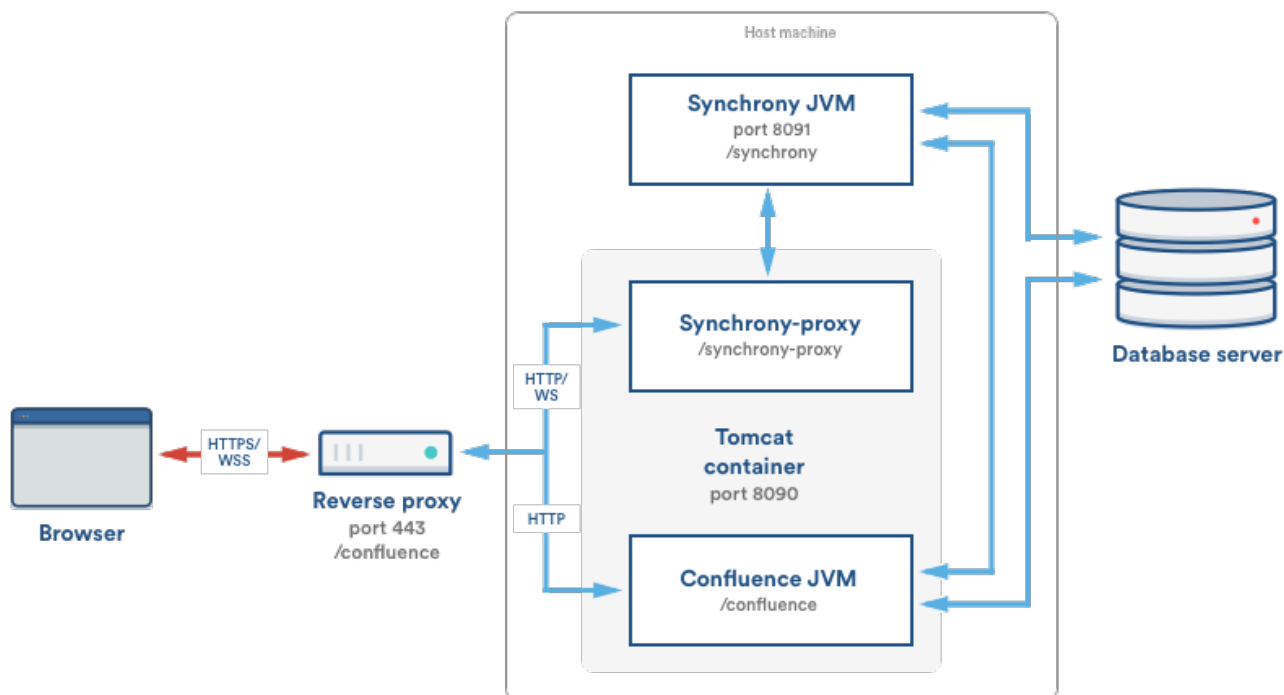 Host machine
Synchrony JVM
port 8091
/synchrony
Synchrony-proxy
/synchrony-proxy
Database server
HTTP/
WS
HTTPS/
WSS
Tomcat
container
port 8090
Reverse proxy
port 443
/confluence
HTTP
Browser
Confluence JVM
/confluence